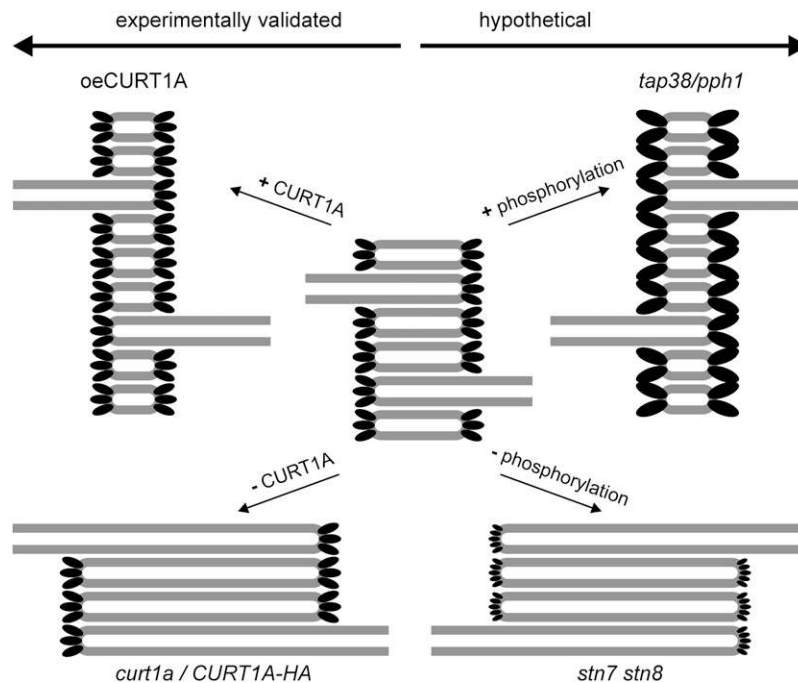 experimentally validated
hypothetical
oeCURT1A
tap38/pph1
+ CURT1A
+ phosphorylation
- CURT1A
- phosphorylation
curt1a / CURT1A-HA
stn7 stn8